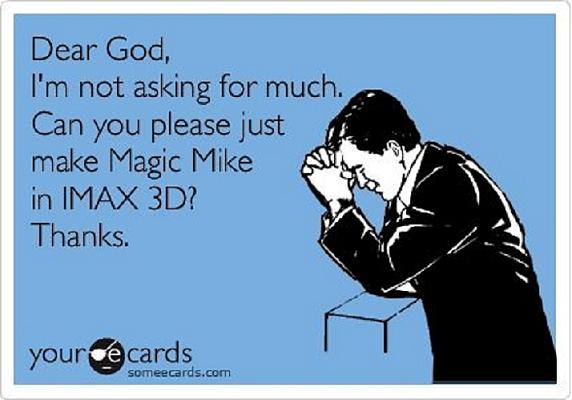 Dear God,
I'm not asking for much.
Can you please just
make Magic Mike
in IMAX 3D?
Thanks.
your e cards
someecards.com